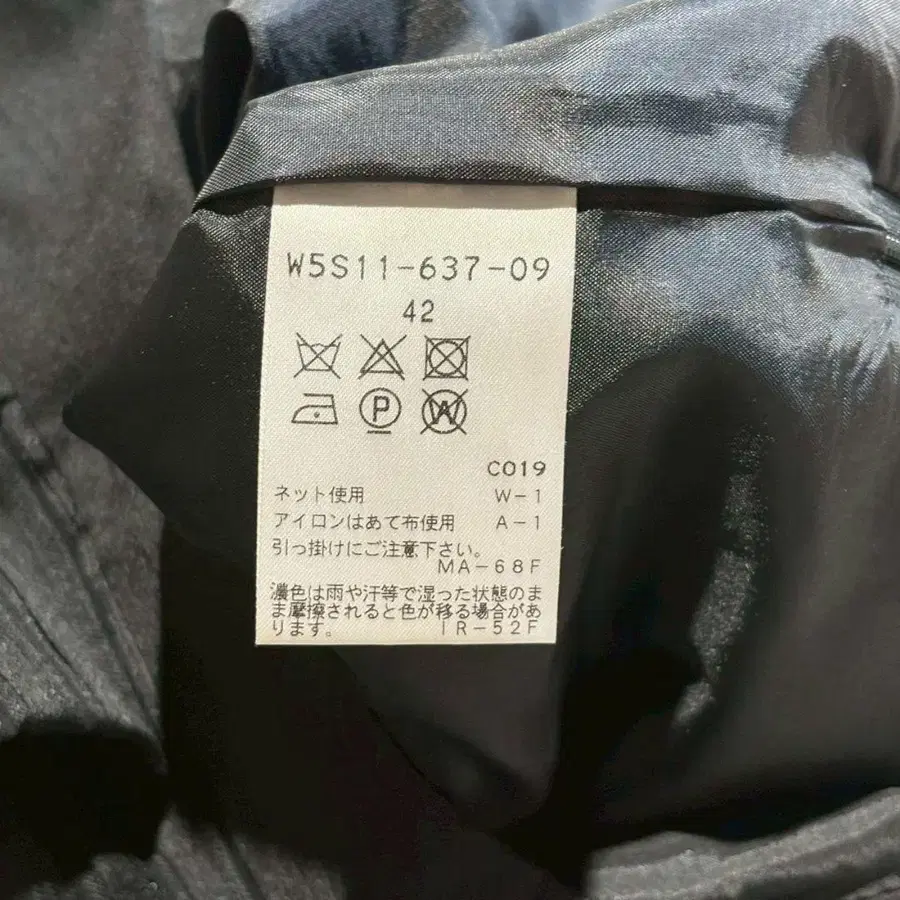 W5S11-637-09
42
P
W
C019
ネット使用 W-1
アイロンはあて布使用 A-1
引っ掛けにご注意下さい。
MA-68F
濃色は雨や汗等で湿った状態のま
ま摩擦されると色が移る場合があ
ります。 IR-52F